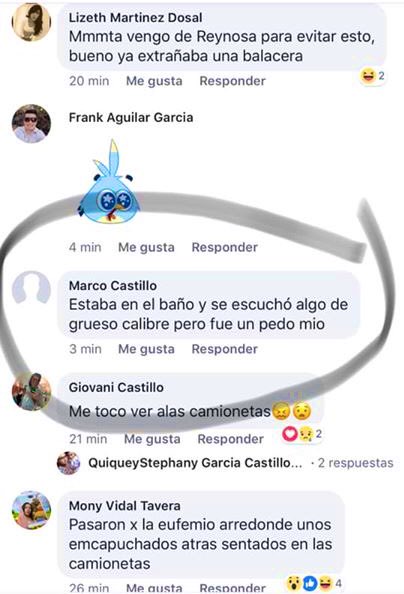 Lizeth Martinez Dosal
Mmmta vengo de Reynosa para evitar esto,
bueno ya extrañaba una balacera
20 min Me gusta Responder 2
Frank Aguilar Garcia
4 min Me gusta Responder
Marco Castillo
Estaba en el baño y se escuchó algo de
grueso calibre pero fue un pedo mio
3 min Me gusta Responder
Giovani Castillo
Me toco ver alas camionetas😖😧
21 min Me gusta Responder 2
QuiqueyStephany Garcia Castillo... · 2 respuestas
Mony Vidal Tavera
Pasaron x la eufemio arredonde unos
emcapuchados atras sentados en las
camionetas
26 min Me gusta Responder 4